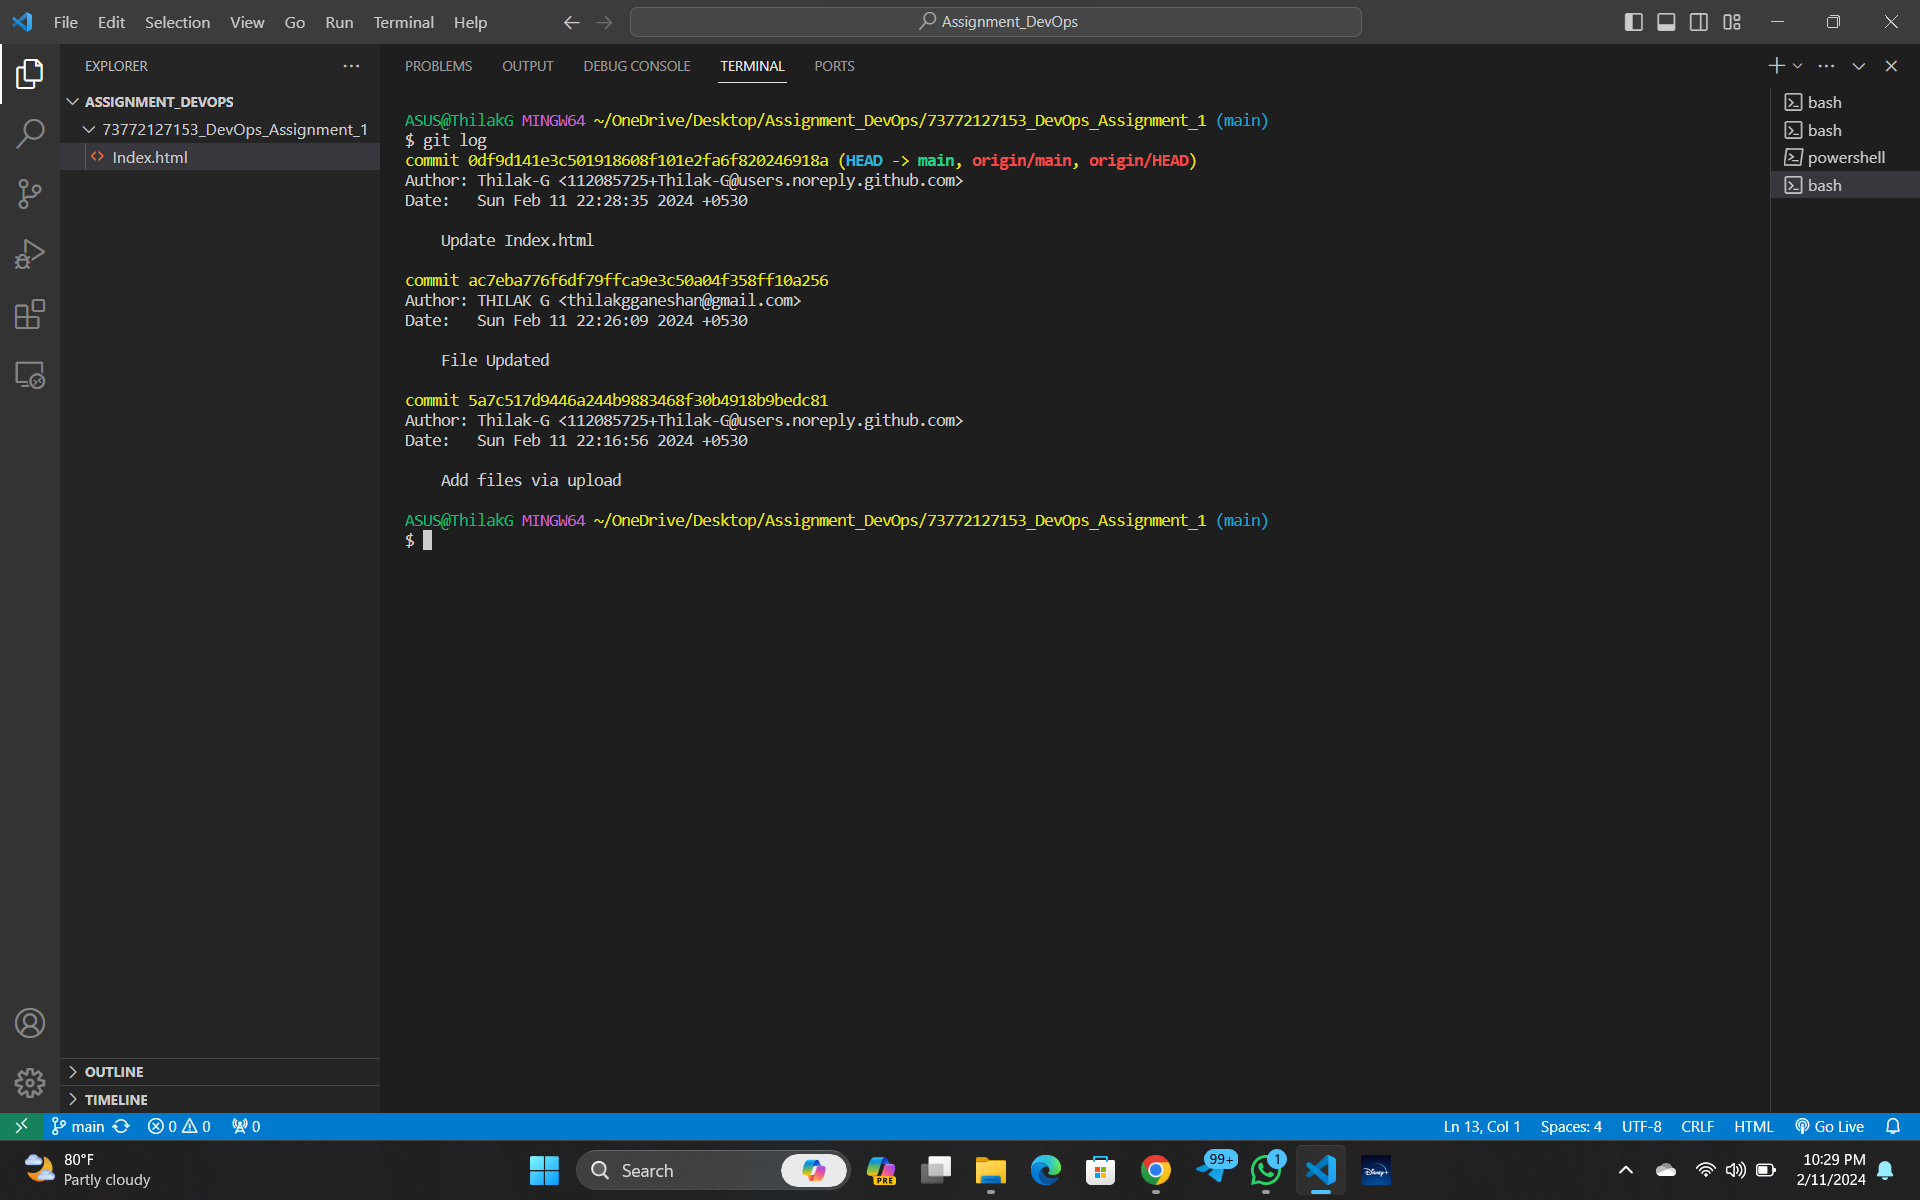 File Edit Selection View Go Run Terminal Help
Assignment_DevOps
EXPLORER
ASSIGNMENT_DEVOPS
73772127153_DevOps_Assignment_1
Index.html
OUTLINE
TIMELINE
PROBLEMS OUTPUT DEBUG CONSOLE TERMINAL PORTS
ASUS@ThilakG MINGW64 ~/OneDrive/Desktop/Assignment_DevOps/73772127153_DevOps_Assignment_1 (main)
$ git log
commit 0df9d141e3c501918608f101e2fa6f820246918a (HEAD -> main, origin/main, origin/HEAD)
Author: Thilak-G <112085725+Thilak-G@users.noreply.github.com>
Date:   Sun Feb 11 22:28:35 2024 +0530
Update Index.html
commit ac7eba776f6df79ffca9e3c50a04f358ff10a256
Author: THILAK G <thilakgganeshan@gmail.com>
Date:   Sun Feb 11 22:26:09 2024 +0530
File Updated
commit 5a7c517d9446a244b9883468f30b4918b9bedc81
Author: Thilak-G <112085725+Thilak-G@users.noreply.github.com>
Date:   Sun Feb 11 22:16:56 2024 +0530
Add files via upload
ASUS@ThilakG MINGW64 ~/OneDrive/Desktop/Assignment_DevOps/73772127153_DevOps_Assignment_1 (main)
$
bash
bash
powershell
bash
main 0 0 0 Ln 13, Col 1 Spaces: 4 UTF-8 CRLF HTML Go Live
80°F
Partly cloudy
Search
PRE
99+
1
Disney+
10:29 PM
2/11/2024